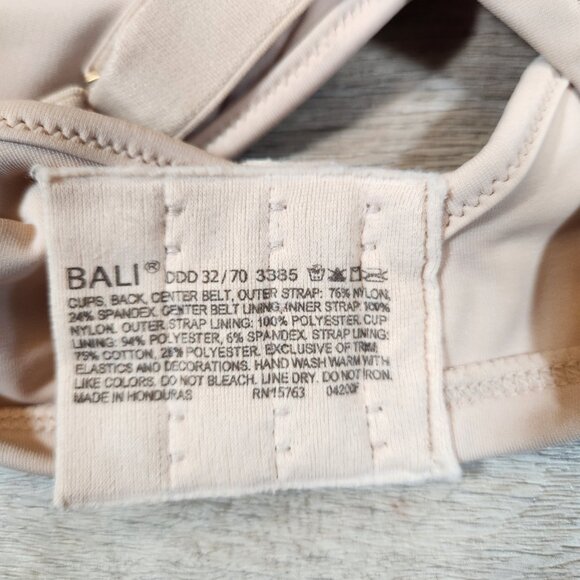 BALI® DDD 32/70 3385
CUPS, BACK, CENTER BELT, OUTER STRAP: 76% NYLON,
24% SPANDEX. CENTER BELT LINING, INNER STRAP: 100%
NYLON. OUTER STRAP LINING: 100% POLYESTER. CUP
LINING: 94% POLYESTER, 6% SPANDEX. STRAP LINING:
75% COTTON, 25% POLYESTER. EXCLUSIVE OF TRIM,
ELASTICS AND DECORATIONS. HAND WASH WARM WITH
LIKE COLORS. DO NOT BLEACH. LINE DRY. DO NOT IRON.
MADE IN HONDURAS RN 15763 04200F